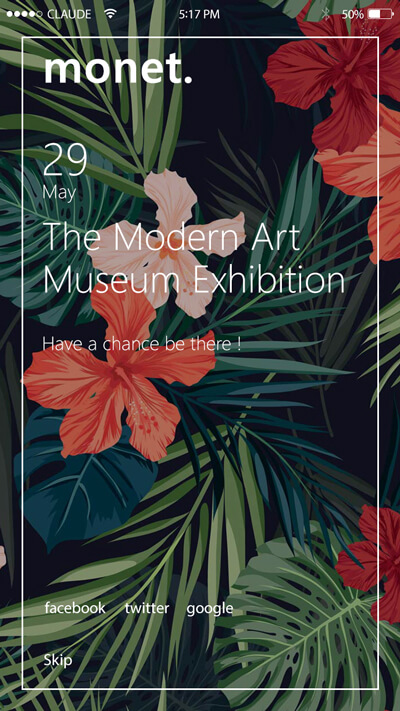 CLAUDE 5:17 PM 50%
monet.
29
May
The Modern Art
Museum Exhibition
Have a chance be there !
facebook twitter google
Skip